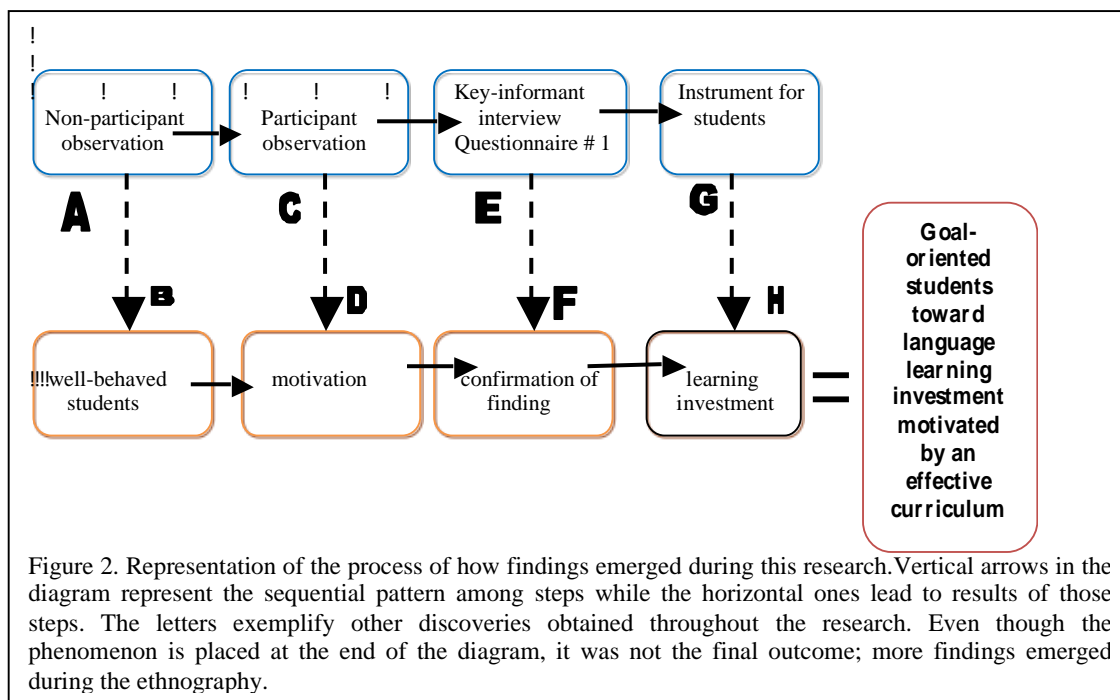 !
!
! ! ! ! ! !
Non-participant
observation
Participant
observation
Key-informant
interview
Questionnaire # 1
Instrument for
students
A
C
E
G
B
D
F
H
!!!!well-behaved
students
motivation
confirmation of
finding
learning
investment
=
Goal-
oriented
students
toward
language
learning
investment
motivated
by an
effective
curriculum
Figure 2. Representation of the process of how findings emerged during this research.Vertical arrows in the
diagram represent the sequential pattern among steps while the horizontal ones lead to results of those
steps. The letters exemplify other discoveries obtained throughout the research. Even though the
phenomenon is placed at the end of the diagram, it was not the final outcome; more findings emerged
during the ethnography.